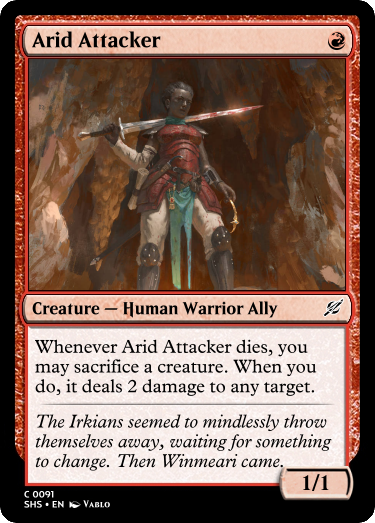 Arid Attacker
Creature — Human Warrior Ally
Whenever Arid Attacker dies, you
may sacrifice a creature. When you
do, it deals 2 damage to any target.
The Irkians seemed to mindlessly throw
themselves away, waiting for something
to change. Then Winmeari came.
1/1
C 0091
SHS • EN Vablo